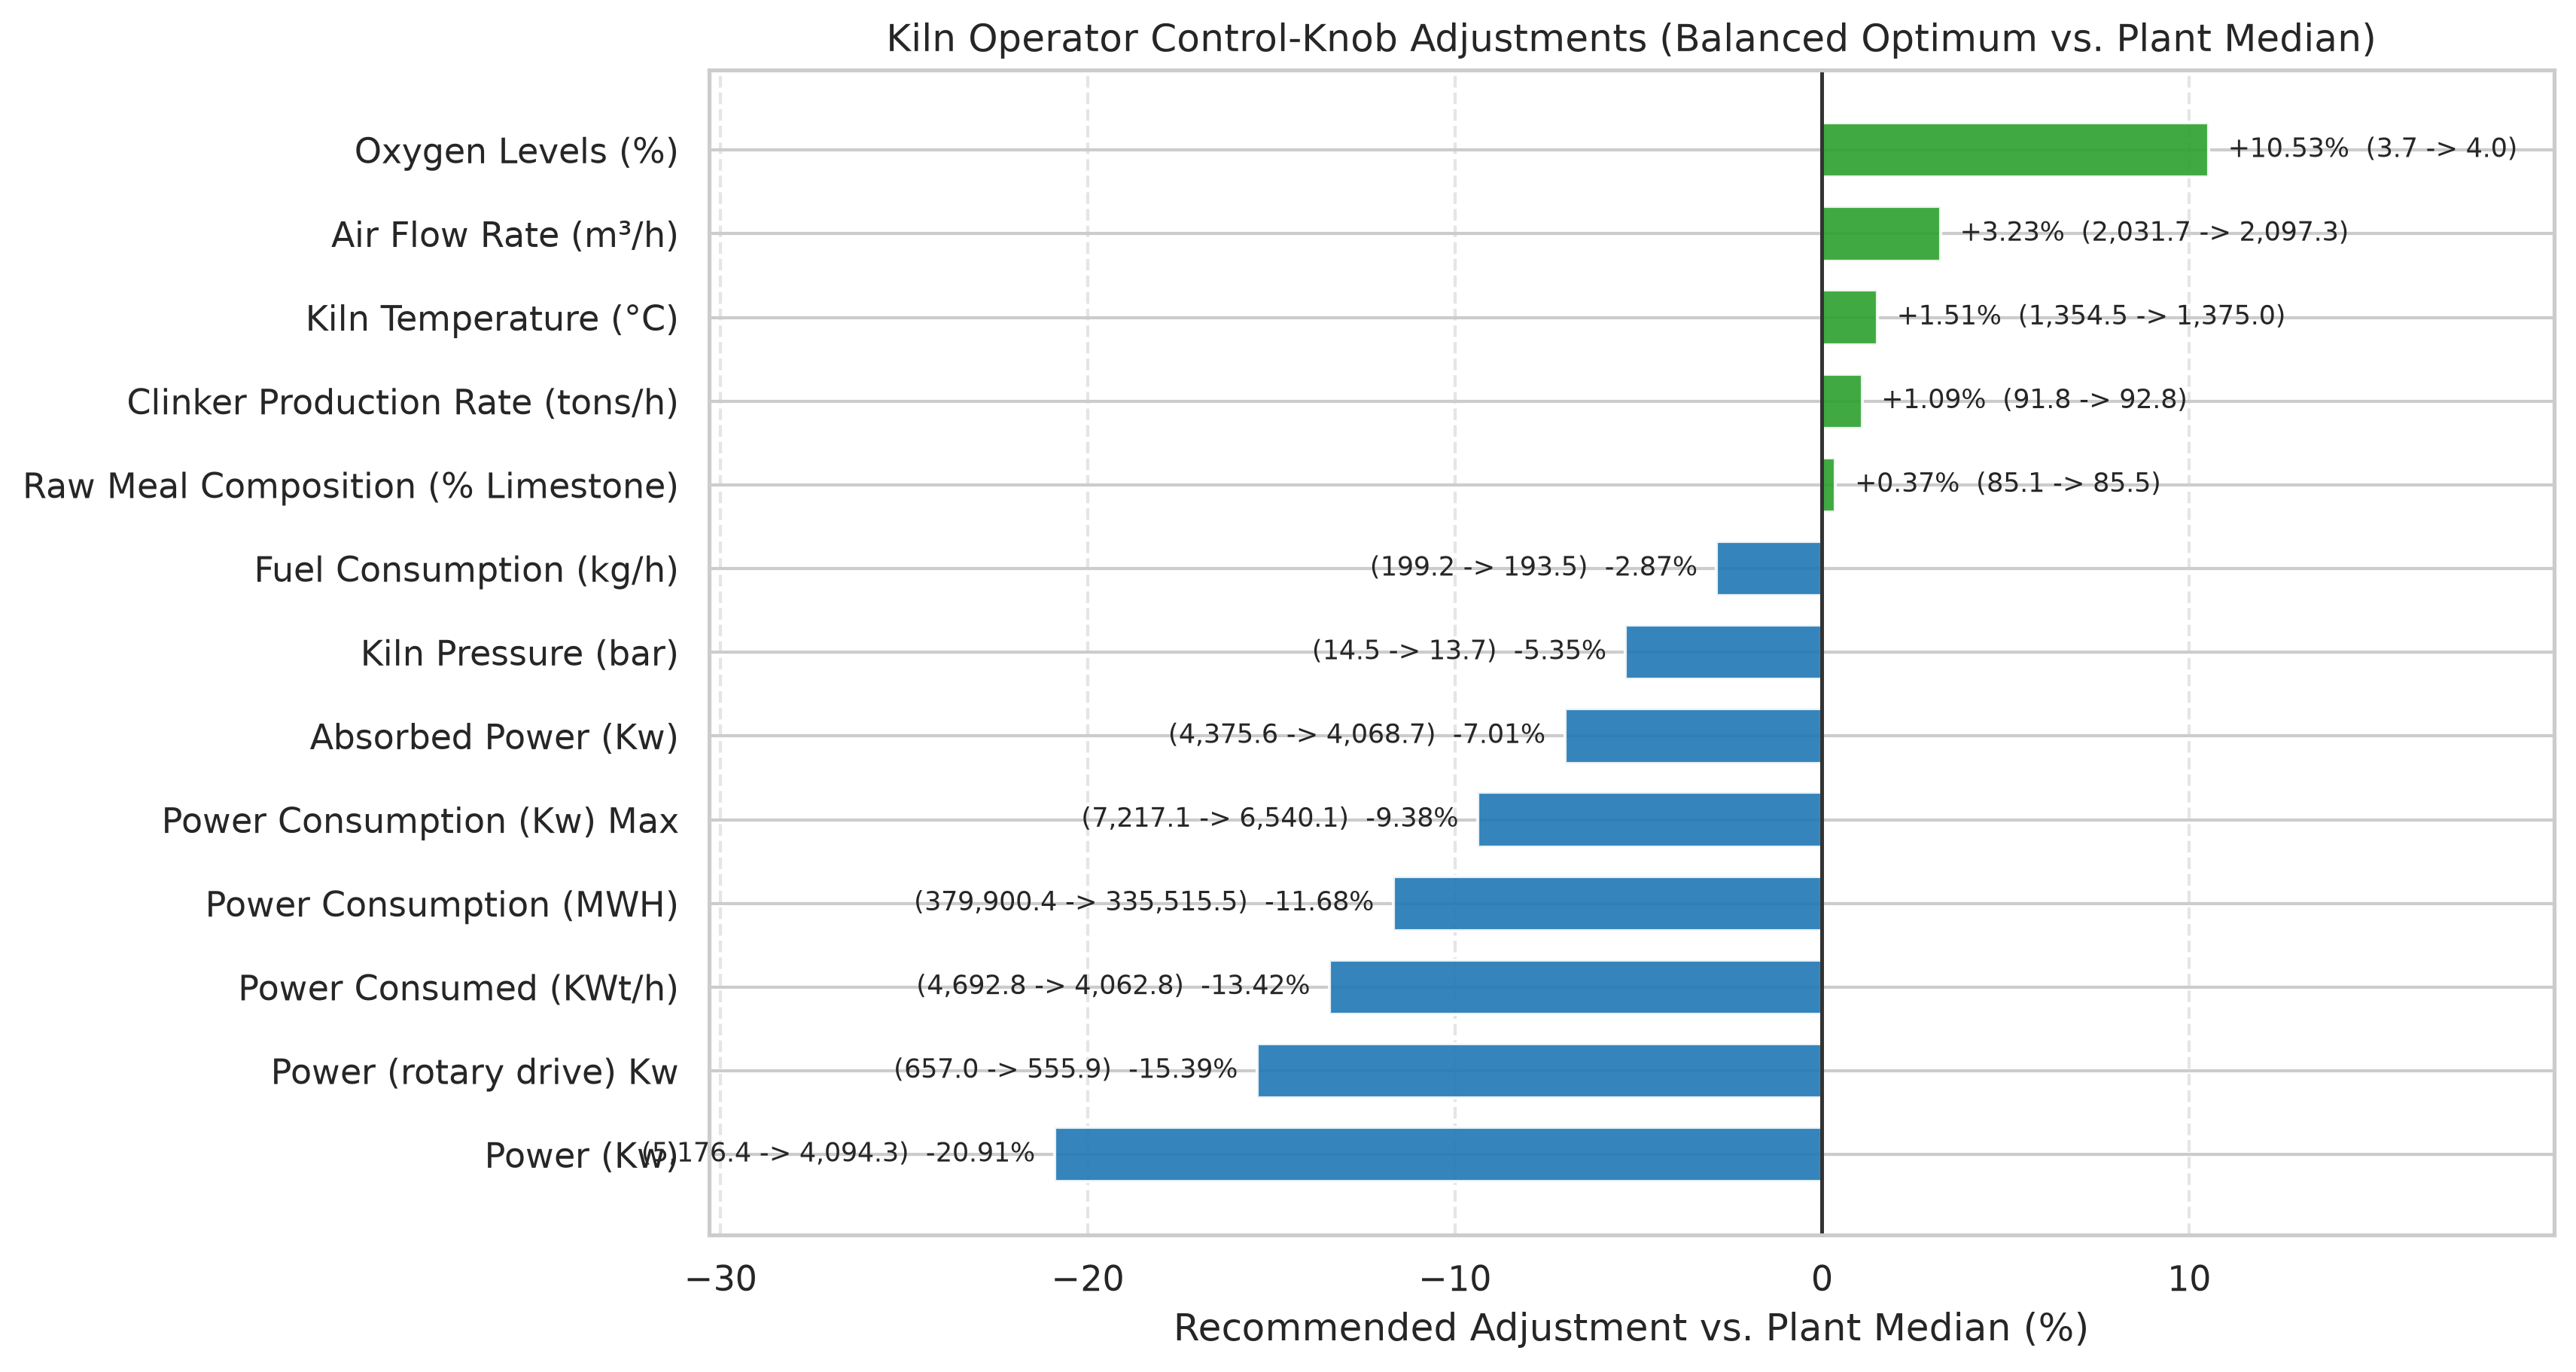 Kiln Operator Control-Knob Adjustments (Balanced Optimum vs. Plant Median)
Oxygen Levels (%) +10.53% (3.7 -> 4.0)
Air Flow Rate (m³/h) +3.23% (2,031.7 -> 2,097.3)
Kiln Temperature (°C) +1.51% (1,354.5 -> 1,375.0)
Clinker Production Rate (tons/h) +1.09% (91.8 -> 92.8)
Raw Meal Composition (% Limestone) +0.37% (85.1 -> 85.5)
Fuel Consumption (kg/h) (199.2 -> 193.5) -2.87%
Kiln Pressure (bar) (14.5 -> 13.7) -5.35%
Absorbed Power (Kw) (4,375.6 -> 4,068.7) -7.01%
Power Consumption (Kw) Max (7,217.1 -> 6,540.1) -9.38%
Power Consumption (MWH) (379,900.4 -> 335,515.5) -11.68%
Power Consumed (KWt/h) (4,692.8 -> 4,062.8) -13.42%
Power (rotary drive) Kw (657.0 -> 555.9) -15.39%
Power (Kw) (5,176.4 -> 4,094.3) -20.91%
−30 −20 −10 0 10
Recommended Adjustment vs. Plant Median (%)